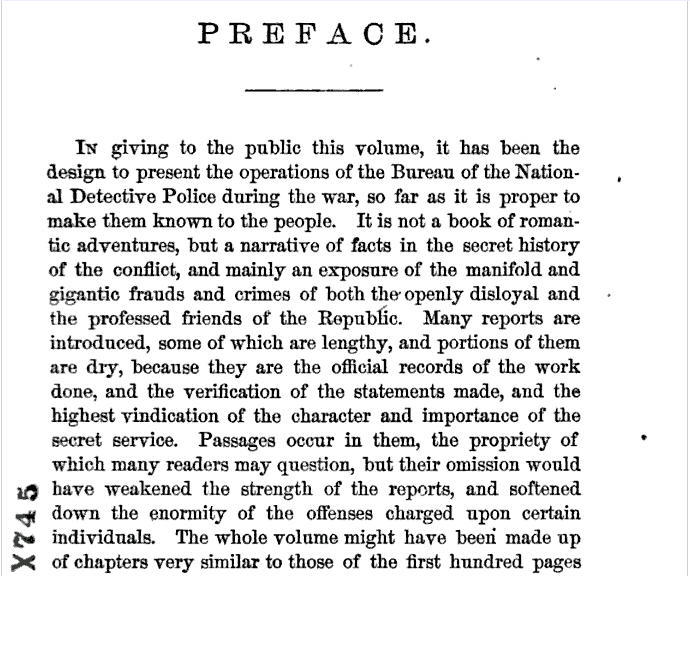 PREFACE.
In giving to the public this volume, it has been the
design to present the operations of the Bureau of the Nation-
al Detective Police during the war, so far as it is proper to
make them known to the people. It is not a book of roman-
tic adventures, but a narrative of facts in the secret history
of the conflict, and mainly an exposure of the manifold and
gigantic frauds and crimes of both the openly disloyal and
the professed friends of the Republic. Many reports are
introduced, some of which are lengthy, and portions of them
are dry, because they are the official records of the work
done, and the verification of the statements made, and the
highest vindication of the character and importance of the
secret service. Passages occur in them, the propriety of
which many readers may question, but their omission would
have weakened the strength of the reports, and softened
down the enormity of the offenses charged upon certain
individuals. The whole volume might have been made up
of chapters very similar to those of the first hundred pages
X745